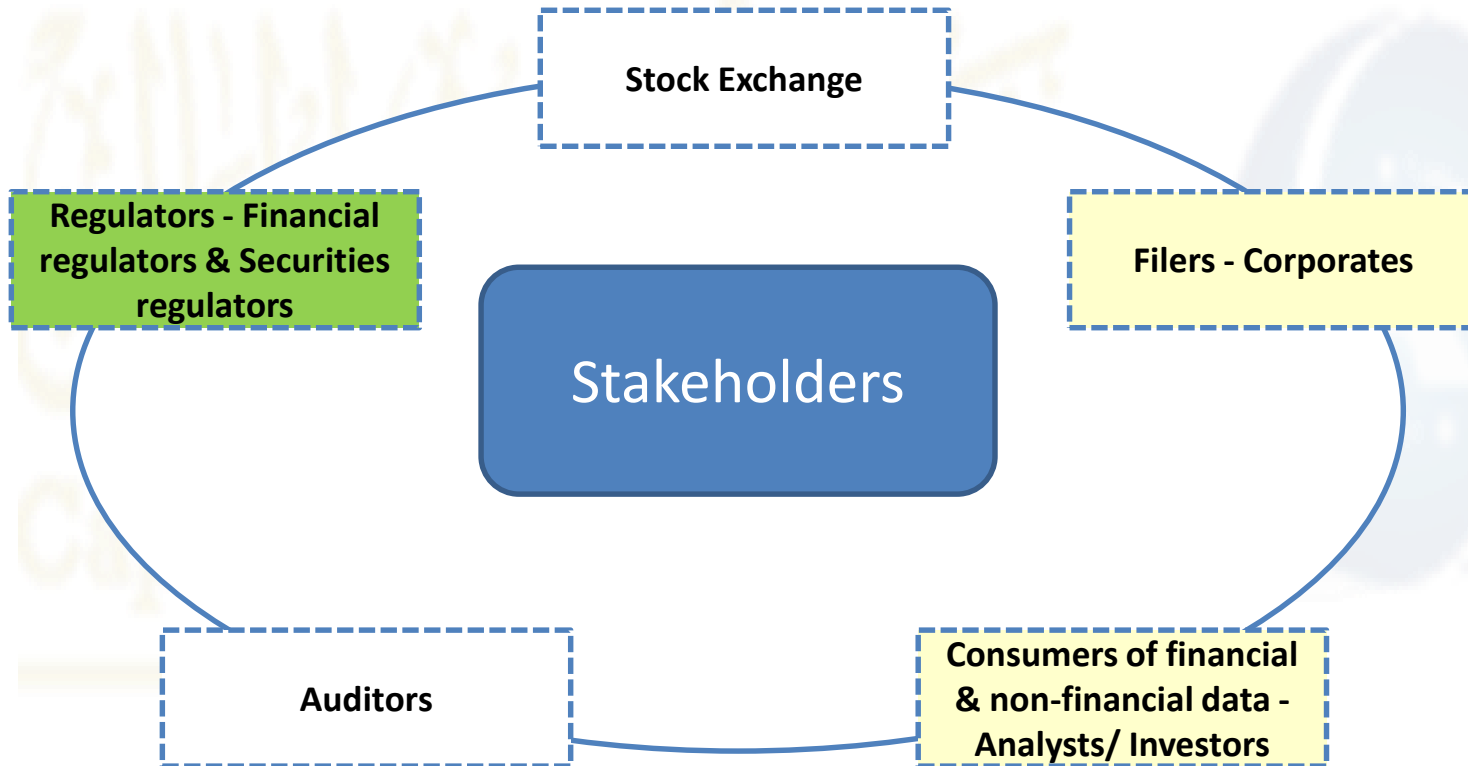 Stock Exchange
Regulators - Financial
regulators & Securities
regulators
Filers - Corporates
Stakeholders
Auditors
Consumers of financial
& non-financial data -
Analysts/ Investors